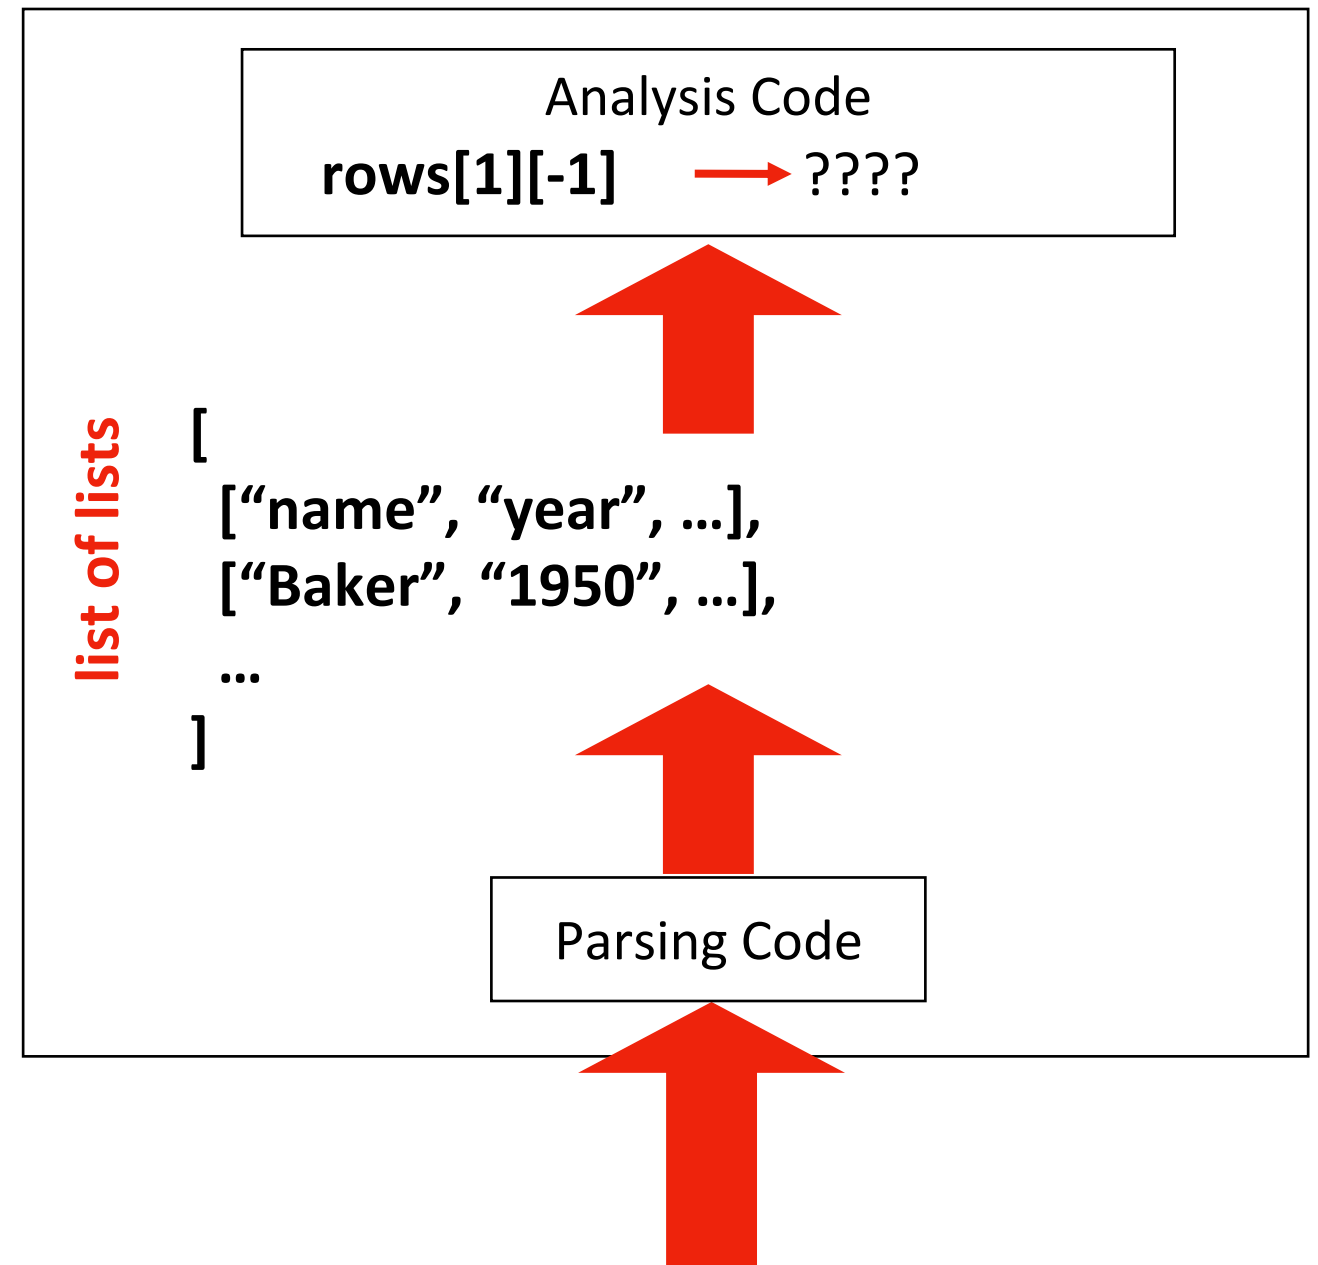 Analysis Code
rows[1][-1] ????
list of lists
[
[“name”, “year”, …],
[“Baker”, “1950”, …],
…
]
Parsing Code